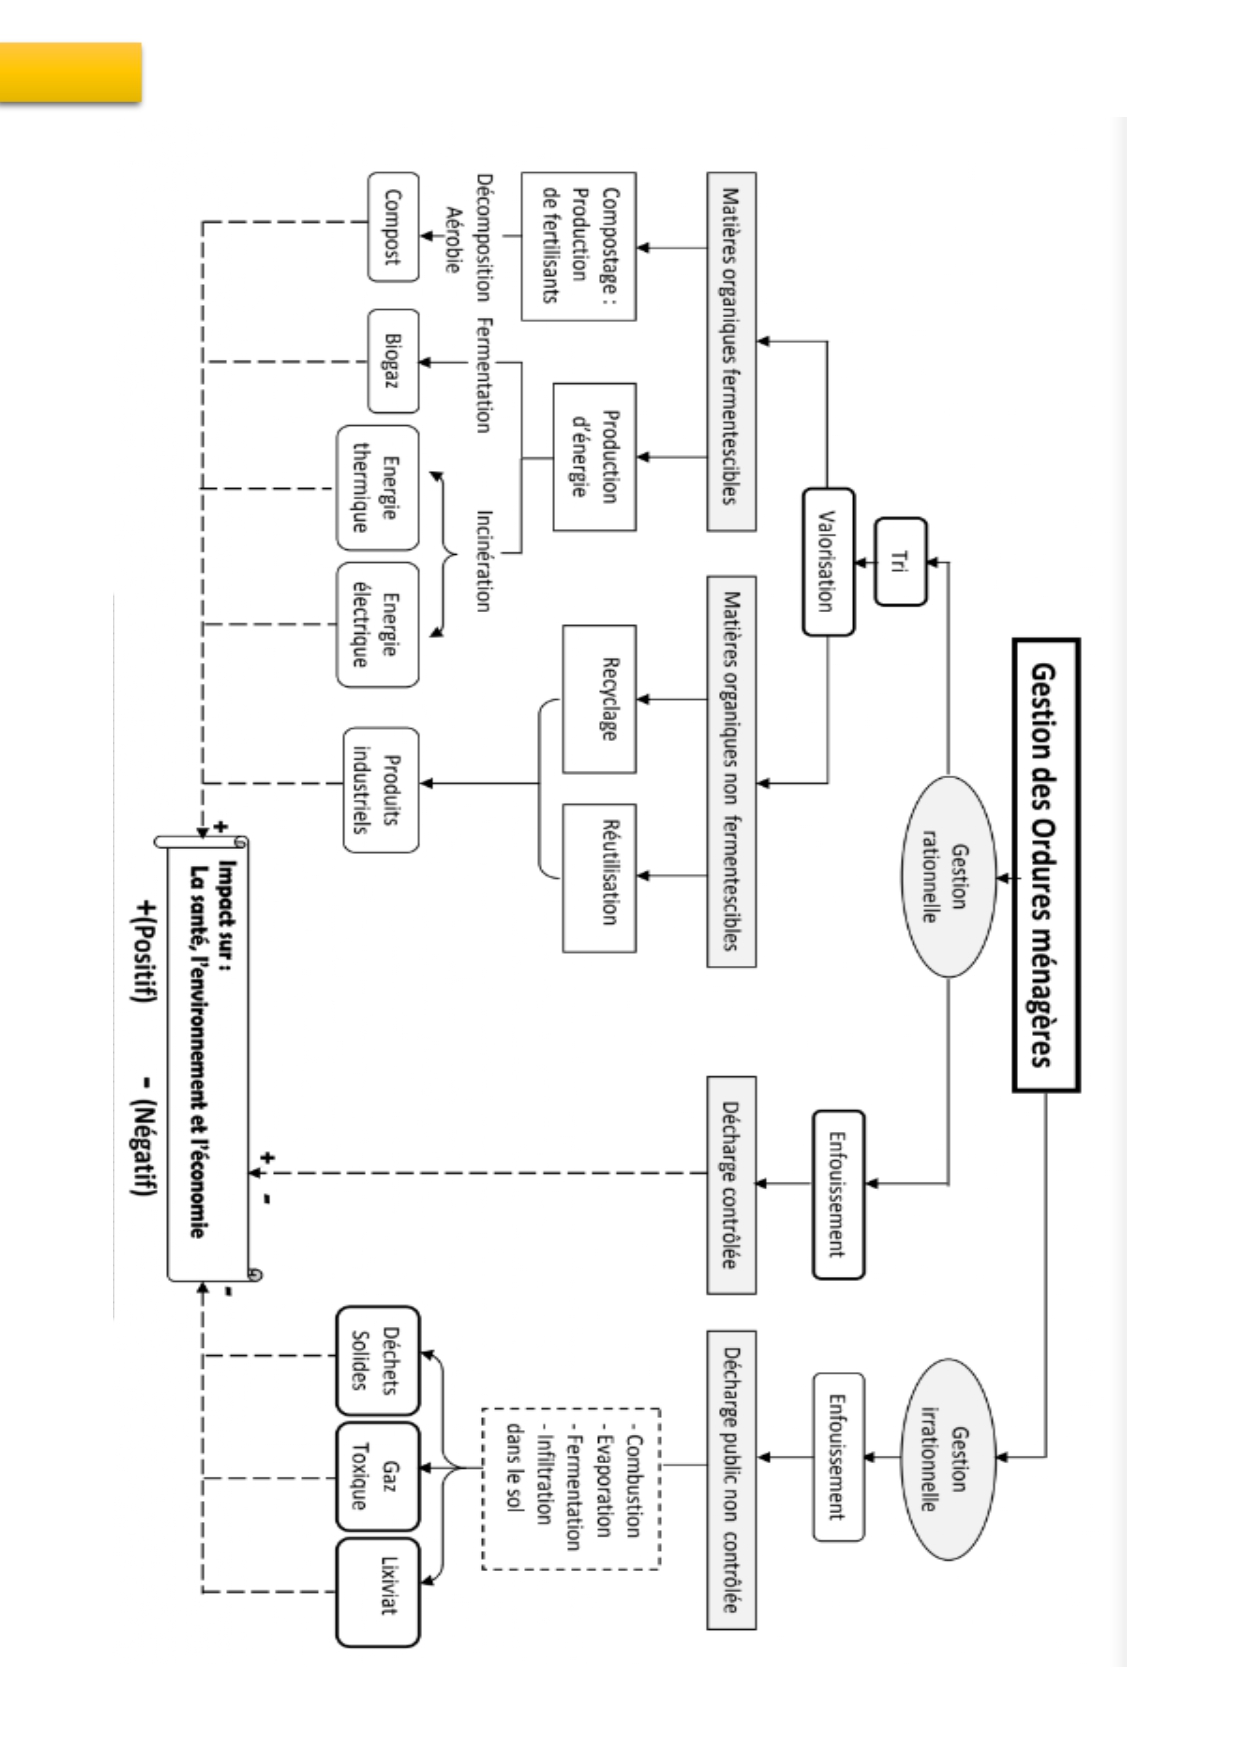 Gestion des Ordures ménagères
Gestion
rationnelle
Gestion
irrationnelle
Tri
Valorisation
Enfouissement
Enfouissement
Matières organiques fermentescibles
Matières organiques non fermentescibles
Décharge contrôlée
Décharge public non contrôlée
Compostage :
Production
de fertilisants
Production
d'énergie
Recyclage
Réutilisation
- Combustion
- Evaporation
- Fermentation
- Infiltration
dans le sol
Décomposition
Aérobie
Fermentation
Incinération
Compost
Biogaz
Energie
thermique
Energie
électrique
Produits
industriels
Déchets
Solides
Gaz
Toxique
Lixiviat
+
+ -
-
Impact sur :
La santé, l'environnement et l'économie
+(Positif) - (Négatif)